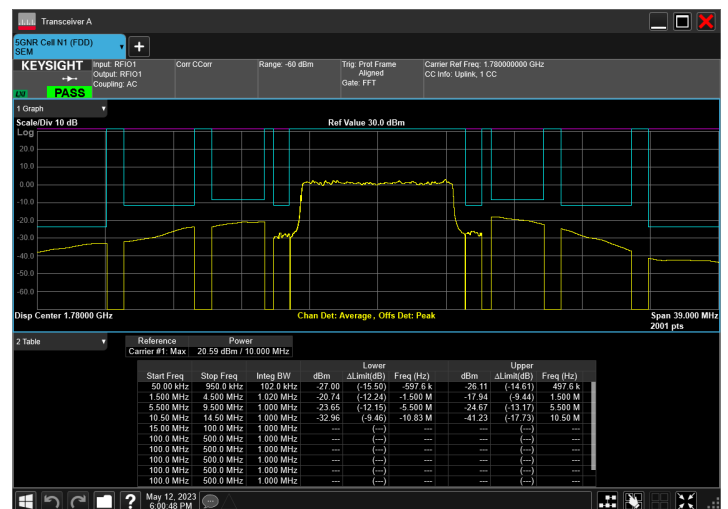 Transceiver A
5GNR Cell N1 (FDD)
SEM
+
KEYSIGHT
LXI PASS
Input: RFIO1
Output: RFIO1
Coupling: AC
Corr CCorr
Range: -60 dBm
Trig: Prot Frame
Aligned
Gate: FFT
Carrier Ref Freq: 1.780000000 GHz
CC Info: Uplink, 1 CC
1 Graph
Scale/Div 10 dB Ref Value 30.0 dBm
Log
20.0
10.0
0.00
-10.0
-20.0
-30.0
-40.0
-50.0
-60.0
Disp Center 1.78000 GHz Chan Det: Average, Offs Det: Peak Span 39.000 MHz
2001 pts
2 Table
Reference Power
Carrier #1: Max 20.59 dBm / 10.000 MHz
Lower Upper
Start Freq Stop Freq Integ BW dBm ΔLimit(dB) Freq (Hz) dBm ΔLimit(dB) Freq (Hz)
50.00 kHz 950.0 kHz 102.0 kHz -27.00 (-15.50) -597.6 k -26.11 (-14.61) 497.6 k
1.500 MHz 4.500 MHz 1.020 MHz -20.74 (-12.24) -1.500 M -17.94 (-9.44) 1.500 M
5.500 MHz 9.500 MHz 1.000 MHz -23.65 (-12.15) -5.500 M -24.67 (-13.17) 5.500 M
10.50 MHz 14.50 MHz 1.000 MHz -32.96 (-9.46) -10.83 M -41.23 (-17.73) 10.50 M
15.00 MHz 100.0 MHz 1.000 MHz --- (---) --- --- (---) ---
100.0 MHz 500.0 MHz 1.000 MHz --- (---) --- --- (---) ---
100.0 MHz 500.0 MHz 1.000 MHz --- (---) --- --- (---) ---
100.0 MHz 500.0 MHz 1.000 MHz --- (---) --- --- (---) ---
100.0 MHz 500.0 MHz 1.000 MHz --- (---) --- --- (---) ---
100.0 MHz 500.0 MHz 1.000 MHz --- (---) --- --- (---) ---
?
May 12, 2023
6:00:48 PM